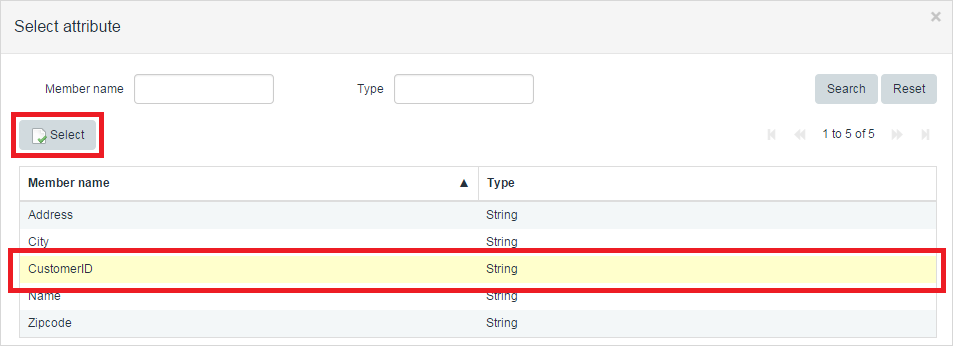 Select attribute
Member name Type Search Reset
Select 1 to 5 of 5
Member name Type
Address String
City String
CustomerID String
Name String
Zipcode String